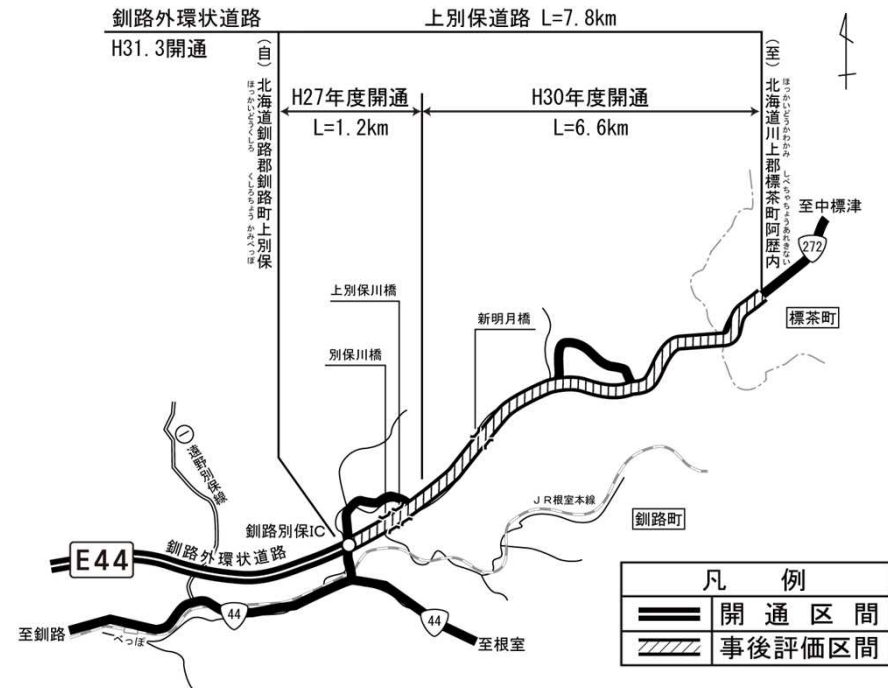 釧路外環状道路
上別保道路 L=7.8km
H31.3開通
(自)北海道釧路郡釧路町上別保
ほっかいどうくしろ くしろちょう かみべっぽ
H27年度開通
L=1.2km
H30年度開通
L=6.6km
(至)北海道川上郡標茶町阿歴内
ほっかいどうかわかみ しべちゃちょうあれきない
至中標津
272
標茶町
上別保川橋
新明月橋
別保川橋
一
遠野別保線
JR根室本線
釧路町
釧路別保IC
E44
釧路外環状道路
44
44
至釧路
べっぽ
至根室
凡例
開通区間
事後評価区間